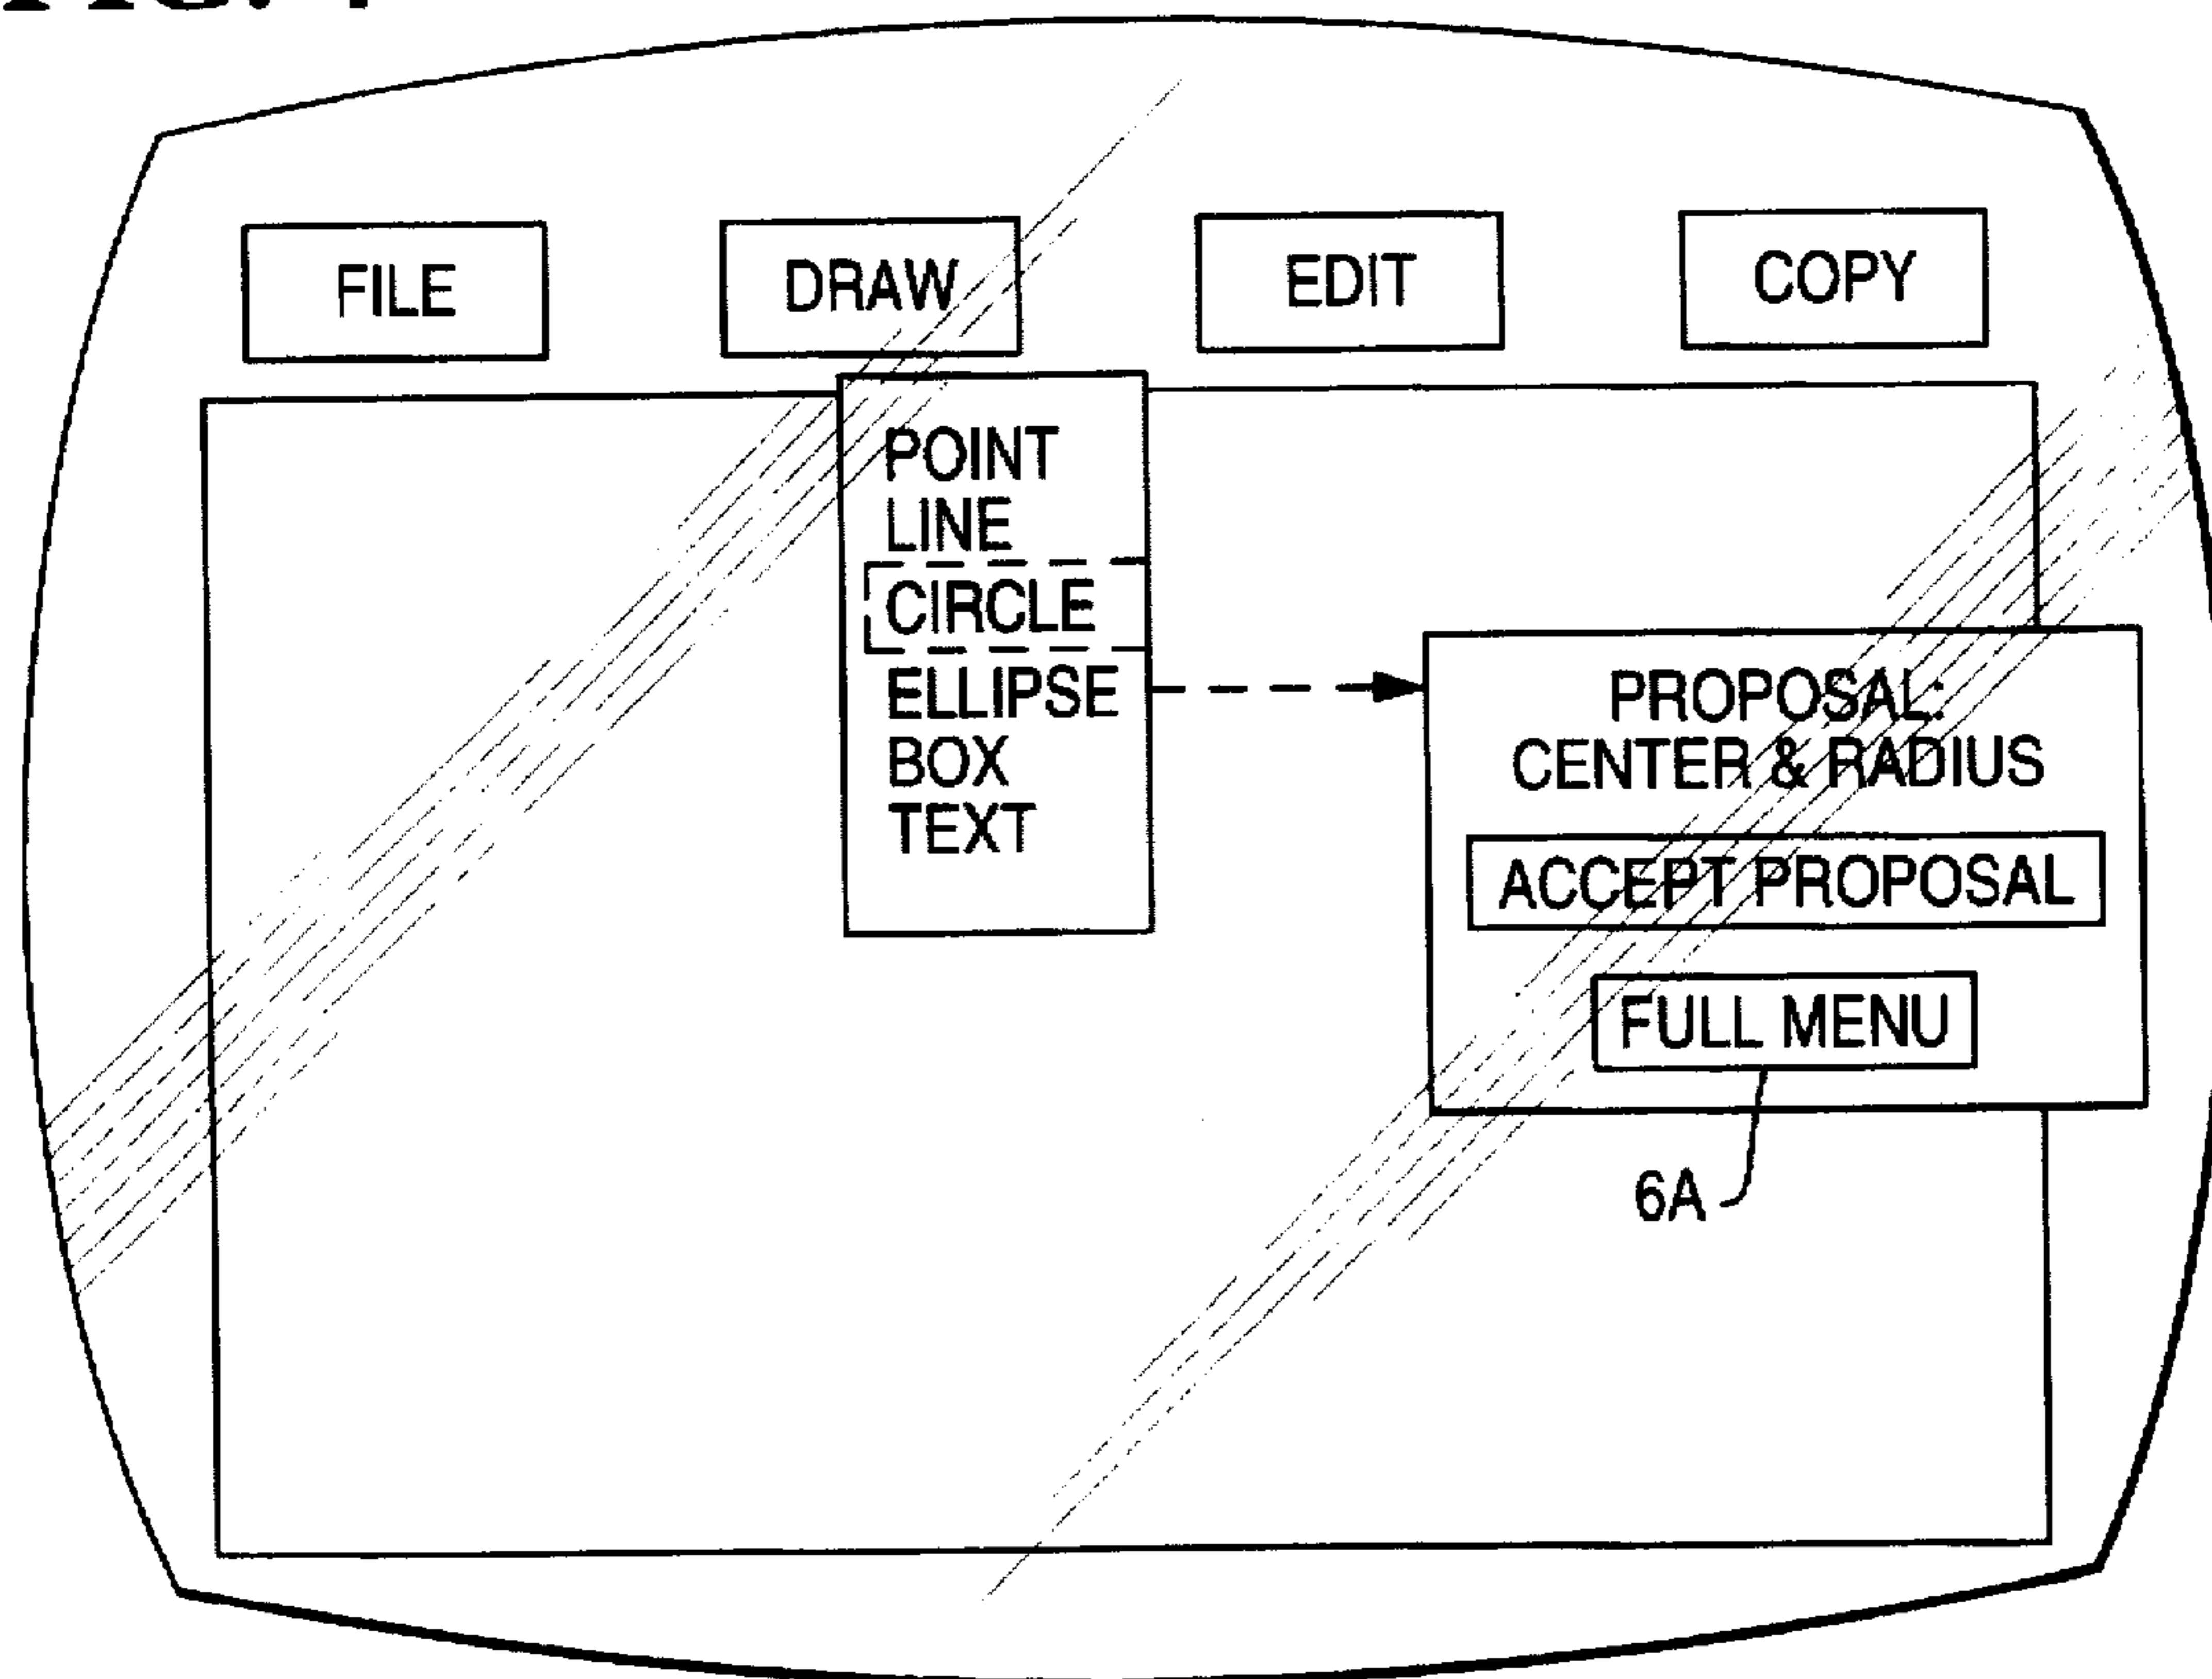 FILE
DRAW
EDIT
COPY
POINT
LINE
CIRCLE
ELLIPSE
BOX
TEXT
PROPOSAL:
CENTER & RADIUS
ACCEPT PROPOSAL
FULL MENU
6A